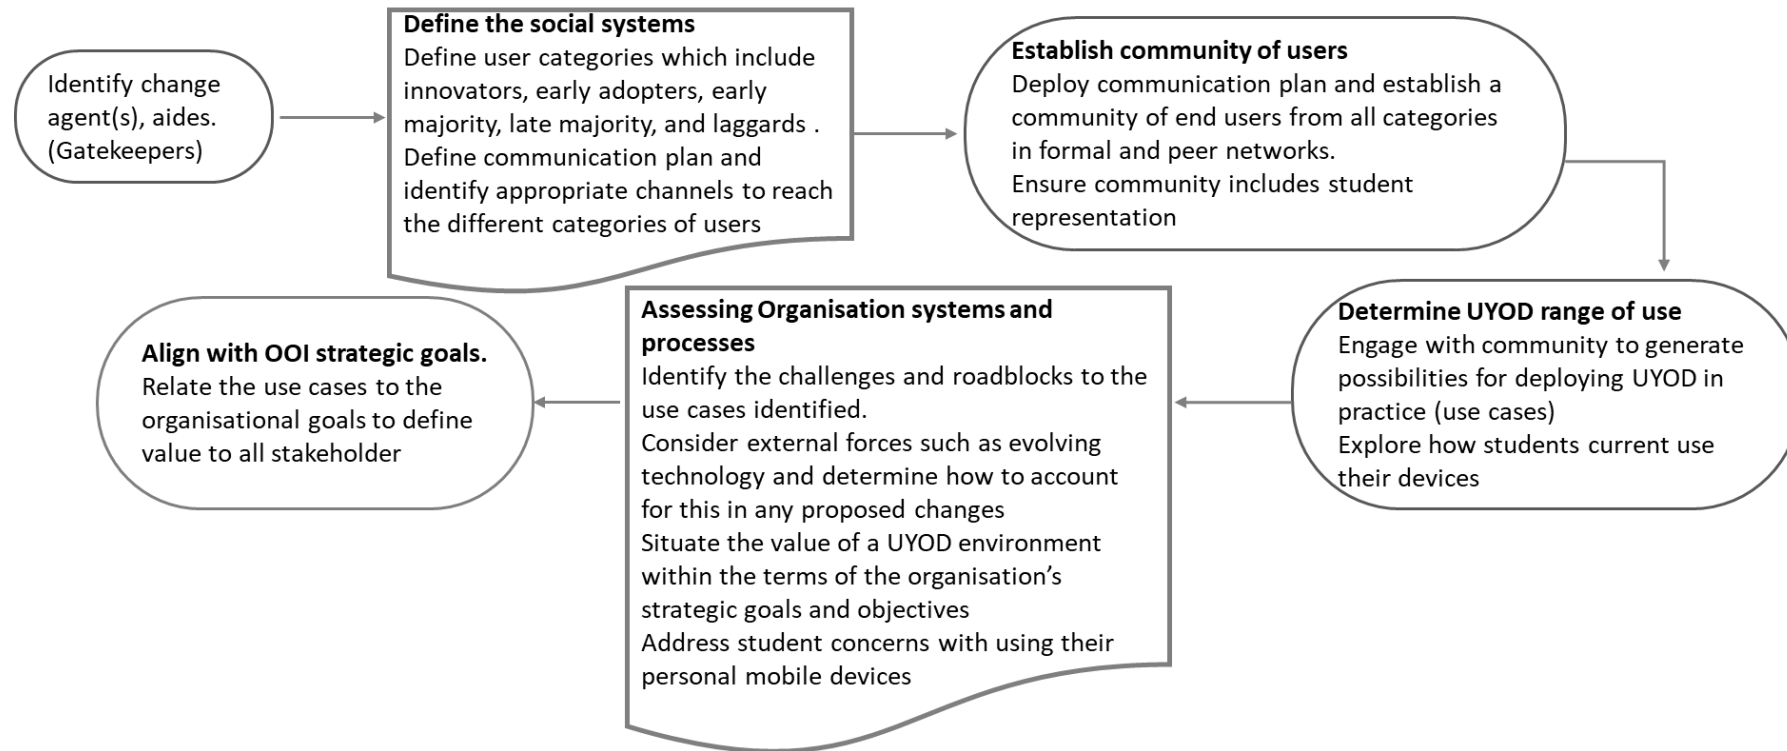 Identify change
agent(s), aides.
(Gatekeepers)
Define the social systems
Define user categories which include
innovators, early adopters, early
majority, late majority, and laggards .
Define communication plan and
identify appropriate channels to reach
the different categories of users
Establish community of users
Deploy communication plan and establish a
community of end users from all categories
in formal and peer networks.
Ensure community includes student
representation
Determine UYOD range of use
Engage with community to generate
possibilities for deploying UYOD in
practice (use cases)
Explore how students current use
their devices
Assessing Organisation systems and
processes
Identify the challenges and roadblocks to the
use cases identified.
Consider external forces such as evolving
technology and determine how to account
for this in any proposed changes
Situate the value of a UYOD environment
within the terms of the organisation’s
strategic goals and objectives
Address student concerns with using their
personal mobile devices
Align with OOI strategic goals.
Relate the use cases to the
organisational goals to define
value to all stakeholder